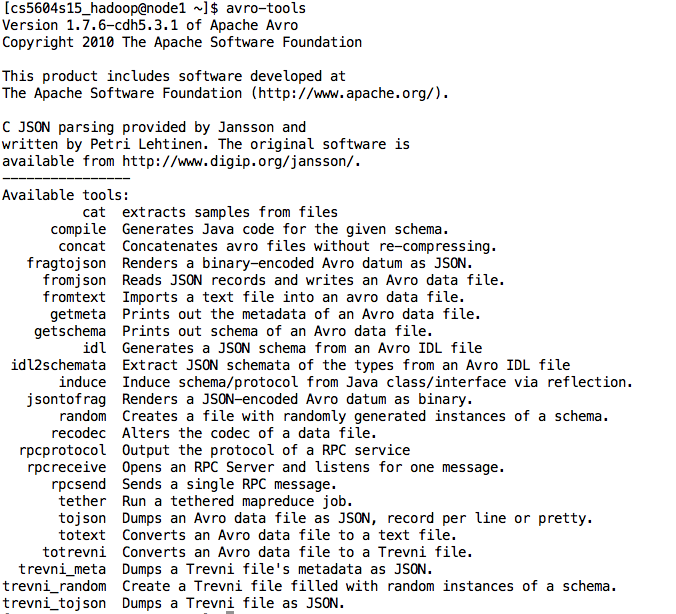 [cs5604s15_hadoop@node1 ~]$ avro-tools
Version 1.7.6-cdh5.3.1 of Apache Avro
Copyright 2010 The Apache Software Foundation

This product includes software developed at
The Apache Software Foundation (http://www.apache.org/).

C JSON parsing provided by Jansson and
written by Petri Lehtinen. The original software is
available from http://www.digip.org/jansson/.
----------------
Available tools:
          cat  extracts samples from files
      compile  Generates Java code for the given schema.
       concat  Concatenates avro files without re-compressing.
   fragtojson  Renders a binary-encoded Avro datum as JSON.
     fromjson  Reads JSON records and writes an Avro data file.
     fromtext  Imports a text file into an avro data file.
      getmeta  Prints out the metadata of an Avro data file.
    getschema  Prints out schema of an Avro data file.
          idl  Generates a JSON schema from an Avro IDL file
 idl2schemata  Extract JSON schemata of the types from an Avro IDL file
       induce  Induce schema/protocol from Java class/interface via reflection.
   jsontofrag  Renders a JSON-encoded Avro datum as binary.
       random  Creates a file with randomly generated instances of a schema.
      recodec  Alters the codec of a data file.
  rpcprotocol  Output the protocol of a RPC service
   rpcreceive  Opens an RPC Server and listens for one message.
      rpcsend  Sends a single RPC message.
       tether  Run a tethered mapreduce job.
       tojson  Dumps an Avro data file as JSON, record per line or pretty.
       totext  Converts an Avro data file to a text file.
     totrevni  Converts an Avro data file to a Trevni file.
  trevni_meta  Dumps a Trevni file's metadata as JSON.
trevni_random  Create a Trevni file filled with random instances of a schema.
trevni_tojson  Dumps a Trevni file as JSON.